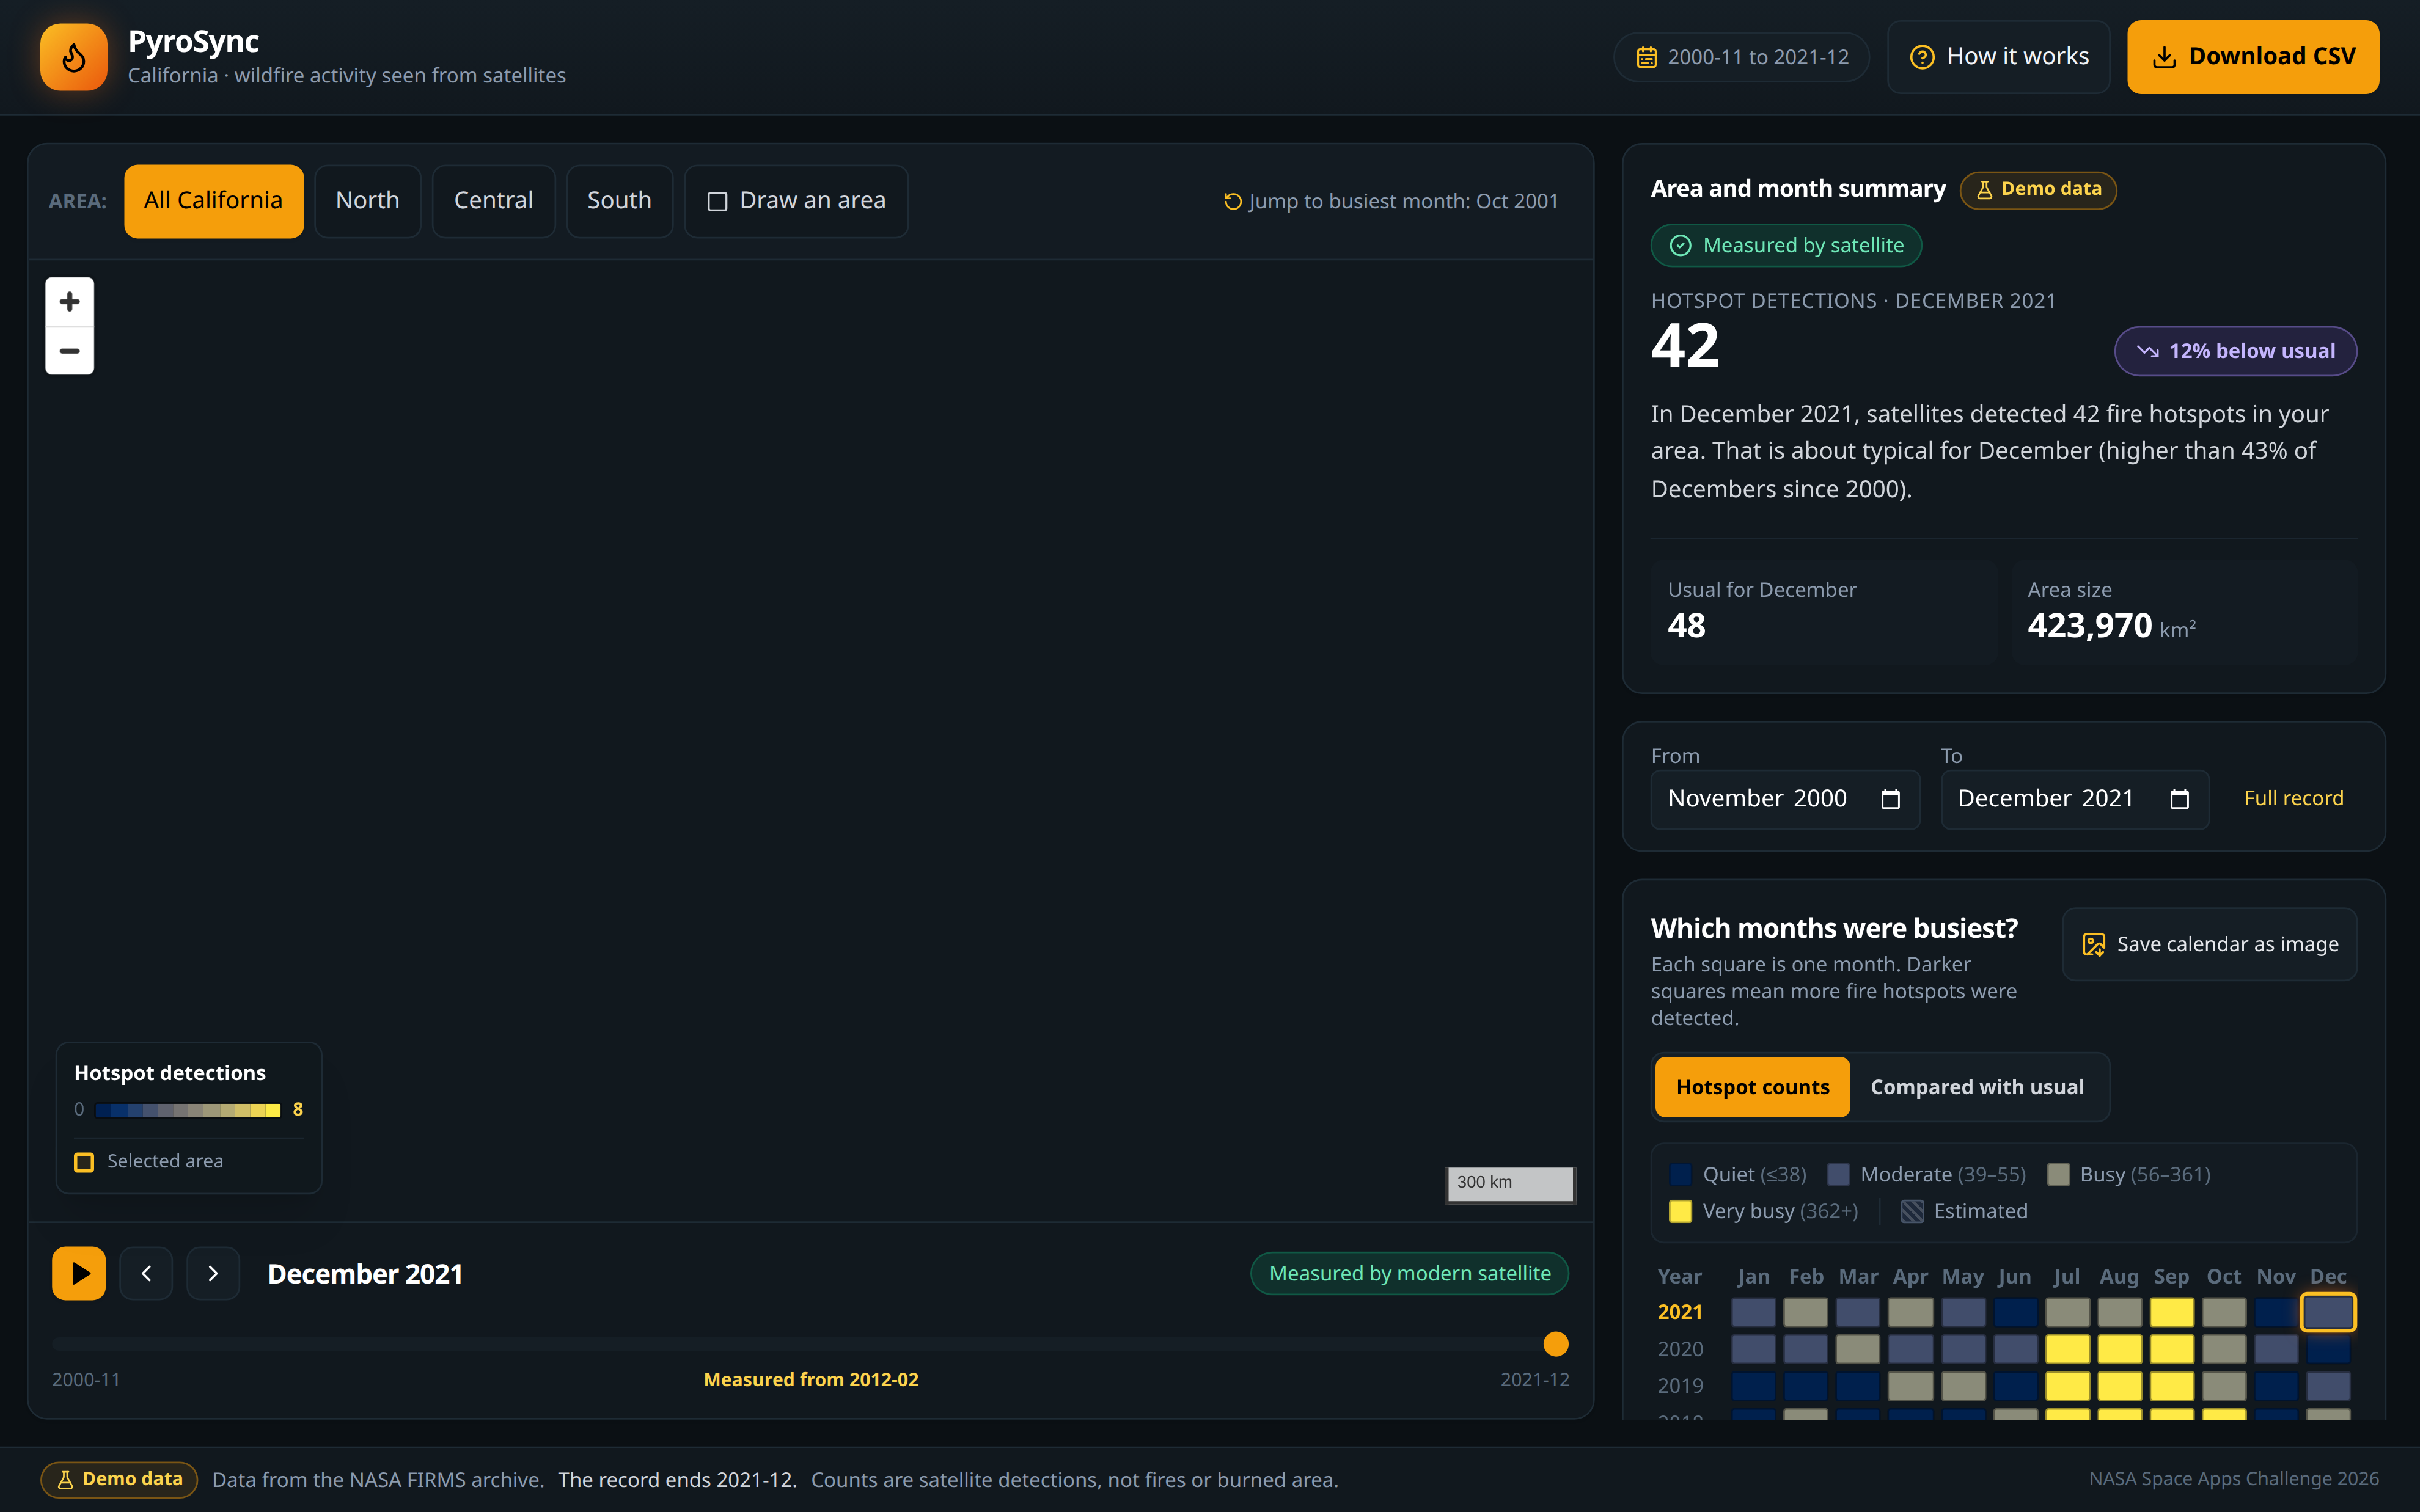 PyroSync
California · wildfire activity seen from satellites
2000-11 to 2021-12
How it works
Download CSV
AREA:
All California
North
Central
South
Draw an area
Jump to busiest month: Oct 2001
+
−
Hotspot detections
0
8
Selected area
300 km
December 2021
Measured by modern satellite
2000-11
Measured from 2012-02
2021-12
Area and month summary
Demo data
Measured by satellite
HOTSPOT DETECTIONS · DECEMBER 2021
42
12% below usual
In December 2021, satellites detected 42 fire hotspots in your
area. That is about typical for December (higher than 43% of
Decembers since 2000).
Usual for December
48
Area size
423,970 km²
From
November 2000
To
December 2021
Full record
Which months were busiest?
Save calendar as image
Each square is one month. Darker
squares mean more fire hotspots were
detected.
Hotspot counts
Compared with usual
Quiet (≤38)
Moderate (39–55)
Busy (56–361)
Very busy (362+)
Estimated
Year Jan Feb Mar Apr May Jun Jul Aug Sep Oct Nov Dec
2021
2020
2019
Demo data
Data from the NASA FIRMS archive. The record ends 2021-12. Counts are satellite detections, not fires or burned area.
NASA Space Apps Challenge 2026